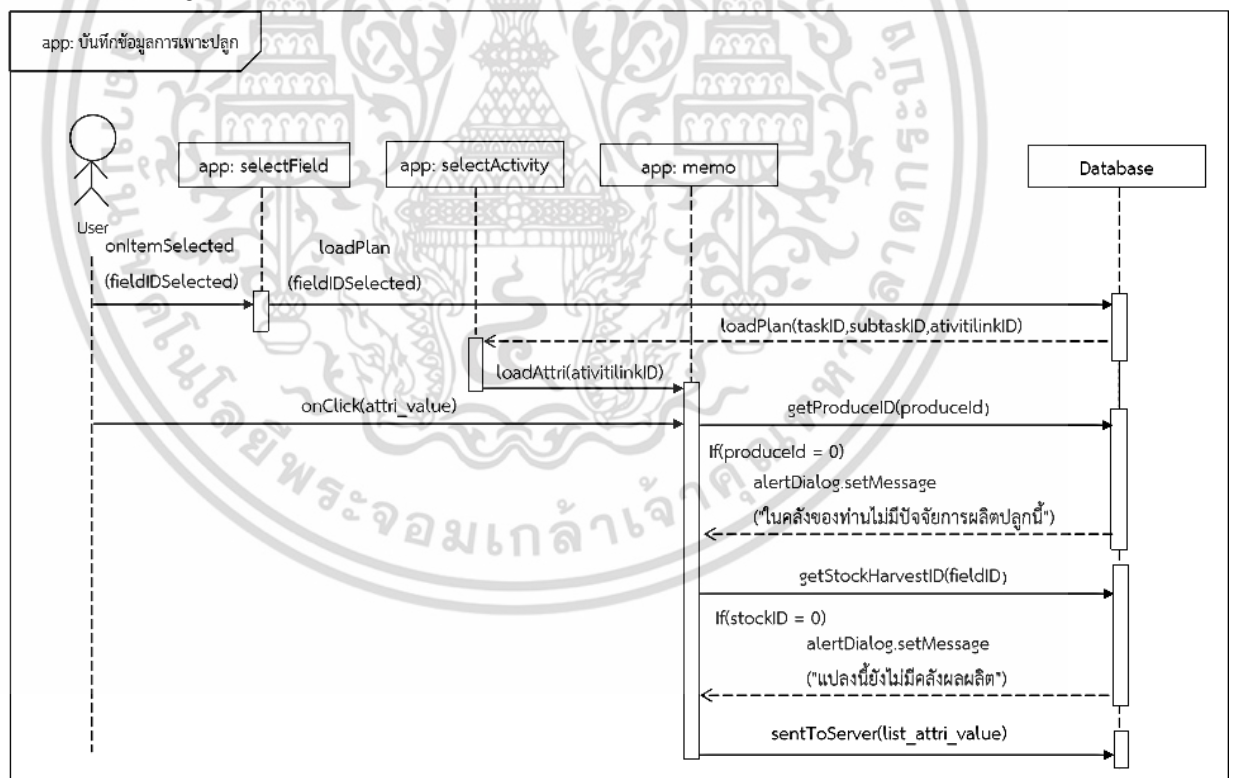 app: บันทึกข้อมูลการเพาะปลูก
app: selectField
app: selectActivity
app: memo
Database
User
onItemSelected
(fieldIDSelected)
loadPlan
(fieldIDSelected)
loadPlan(taskID,subtaskID,ativitilinkID)
loadAttri(ativitilinkID)
onClick(attri_value)
getProduceID(produceId)
If(produceId = 0)
alertDialog.setMessage
("ในคลังของท่านไม่มีปัจจัยการผลิตปลูกนี้")
getStockHarvestID(fieldID)
If(stockID = 0)
alertDialog.setMessage
("แปลงนี้ยังไม่มีคลังผลผลิต")
sentToServer(list_attri_value)